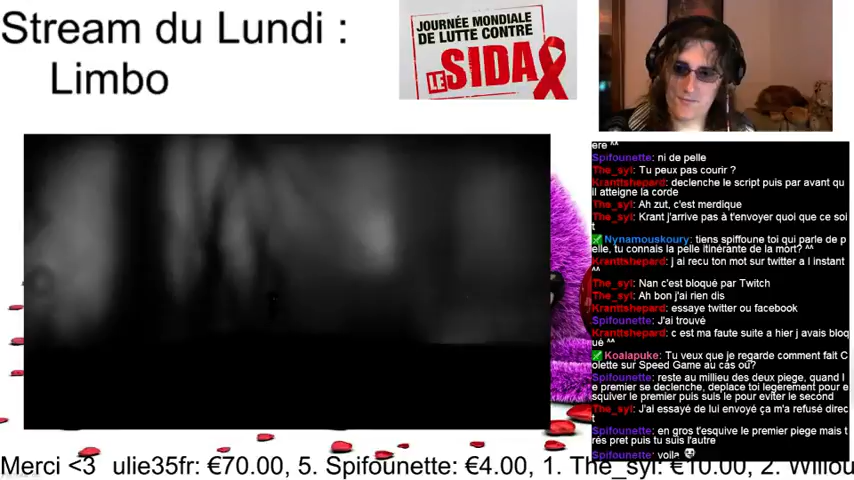 Stream du Lundi :
Limbo
JOURNÉE MONDIALE
DE LUTTE CONTRE
LE SIDA
ere ^^
Spifounette: ni de pelle
The_syl: Tu peux pas courir ?
Kranttshepard: declenche le script puis par avant qu
il atteigne la corde
The_syl: Ah zut, c'est merdique
The_syl: Krant j'arrive pas à t'envoyer quoi que ce soi
t
Nynamouskoury: tiens spiffoune toi qui parle de p
elle, tu connais la pelle itinérante de la mort? ^^
Kranttshepard: j ai recu ton mot sur twitter a l instant
^^
The_syl: Nan c'est bloqué par Twitch
The_syl: Ah bon j'ai rien dis
Kranttshepard: essaye twitter ou facebook
Spifounette: J'ai trouvé
Kranttshepard: c est ma faute suite a hier j avais bloq
ué ^^
Koalapuke: Tu veux que je regarde comment fait C
olette sur Speed Game au cas où?
Spifounette: reste au millieu des deux piege, quand l
e premier se declenche, deplace toi legerement pour e
squiver le premier puis suis le pour eviter le second
The_syl: J'ai essayé de lui envoyé ça m'a refusé direc
t
Spifounette: en gros t'esquive le premier piege mais t
rés pret puis tu suis l'autre
Spifounette: voila
Merci <3 ulie35fr: €70.00, 5. Spifounette: €4.00, 1. The_syl: €10.00, 2. Willou